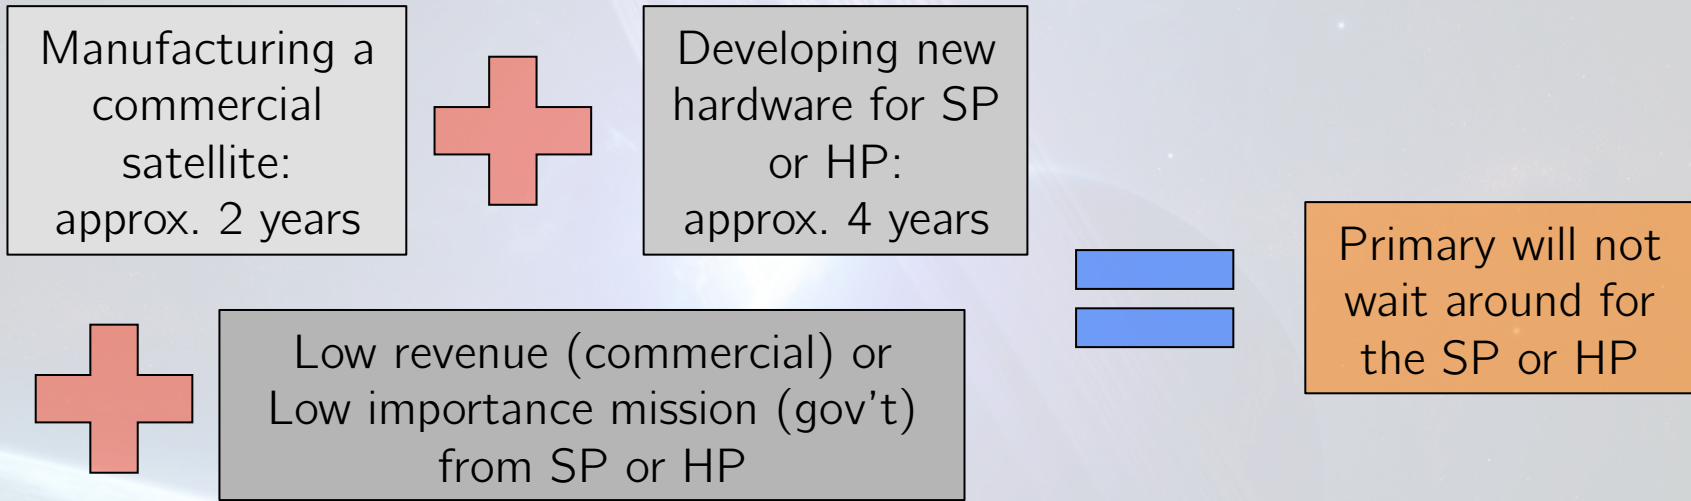 Manufacturing a
commercial
satellite:
approx. 2 years
Developing new
hardware for SP
or HP:
approx. 4 years
Low revenue (commercial) or
Low importance mission (gov't)
from SP or HP
Primary will not
wait around for
the SP or HP